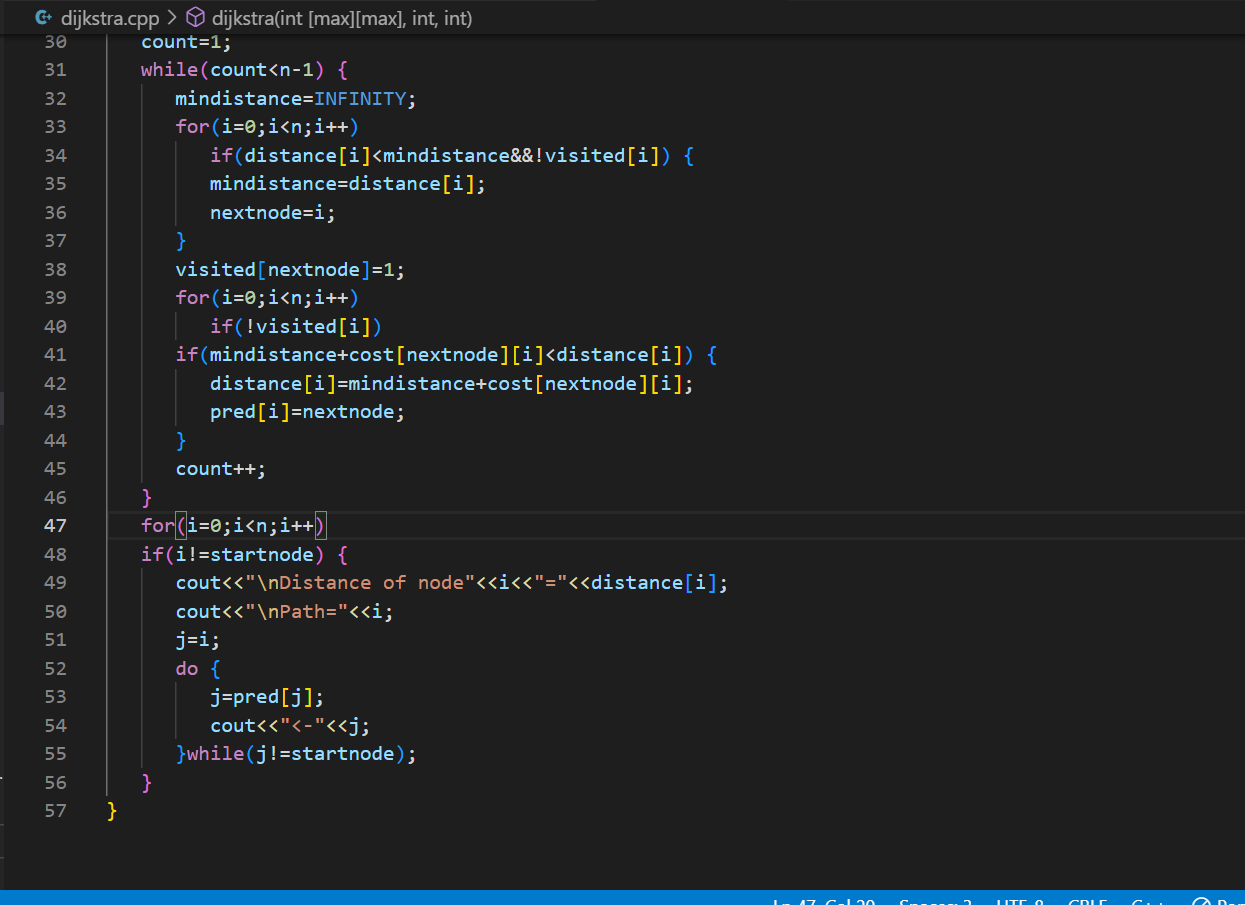 dijkstra.cpp > dijkstra(int [max][max], int, int)
30 count=1;
31 while(count<n-1) {
32 mindistance=INFINITY;
33 for(i=0;i<n;i++)
34 if(distance[i]<mindistance&&!visited[i]) {
35 mindistance=distance[i];
36 nextnode=i;
37 }
38 visited[nextnode]=1;
39 for(i=0;i<n;i++)
40 if(!visited[i])
41 if(mindistance+cost[nextnode][i]<distance[i]) {
42 distance[i]=mindistance+cost[nextnode][i];
43 pred[i]=nextnode;
44 }
45 count++;
46 }
47 for(i=0;i<n;i++)
48 if(i!=startnode) {
49 cout<<"\nDistance of node"<<i<<"="<<distance[i];
50 cout<<"\nPath="<<i;
51 j=i;
52 do {
53 j=pred[j];
54 cout<<"<-"<<j;
55 }while(j!=startnode);
56 }
57 }
Ln 47, Col 20 Spaces: 3 UTF-8 CRLF C++